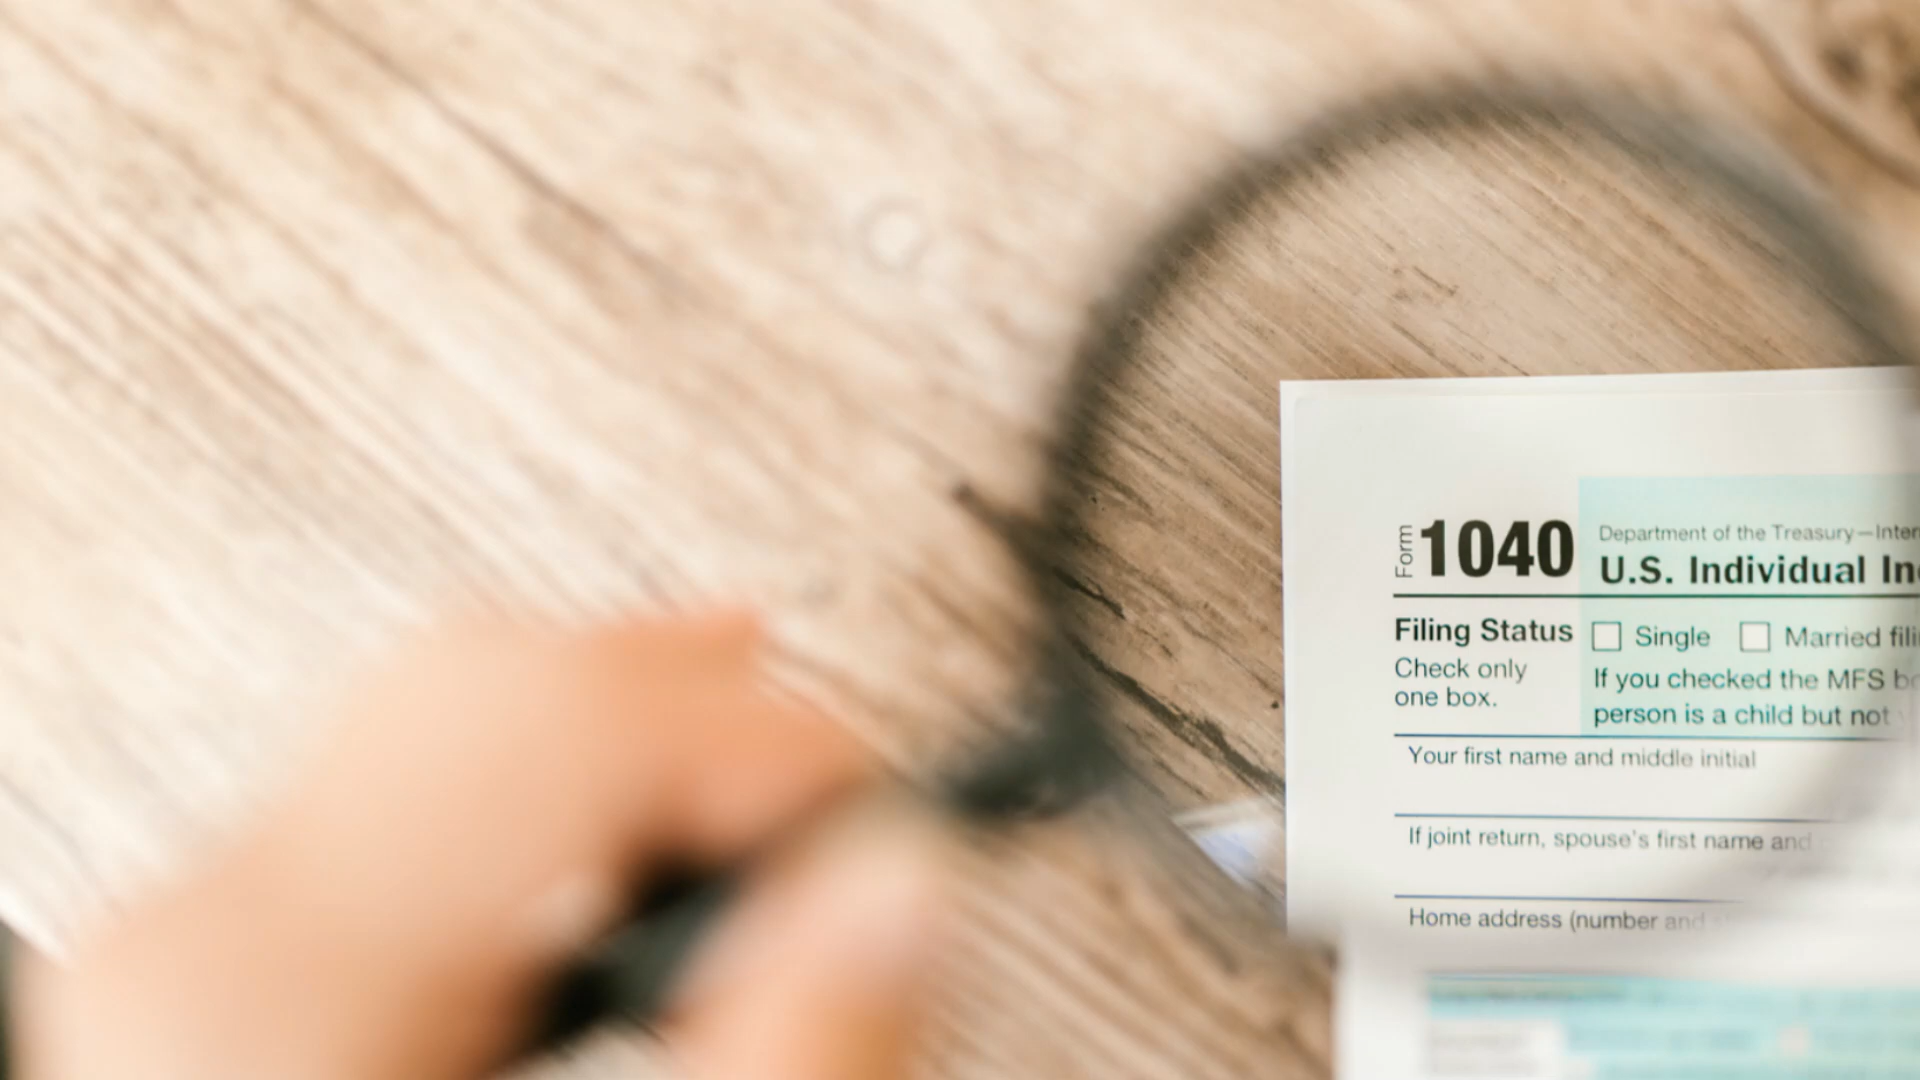 Form 1040
Department of the Treasury—Inter
U.S. Individual In
Filing Status
Check only
one box.
Single Married fili
If you checked the MFS b
person is a child but not
Your first name and middle initial
If joint return, spouse's first name and
Home address (number and